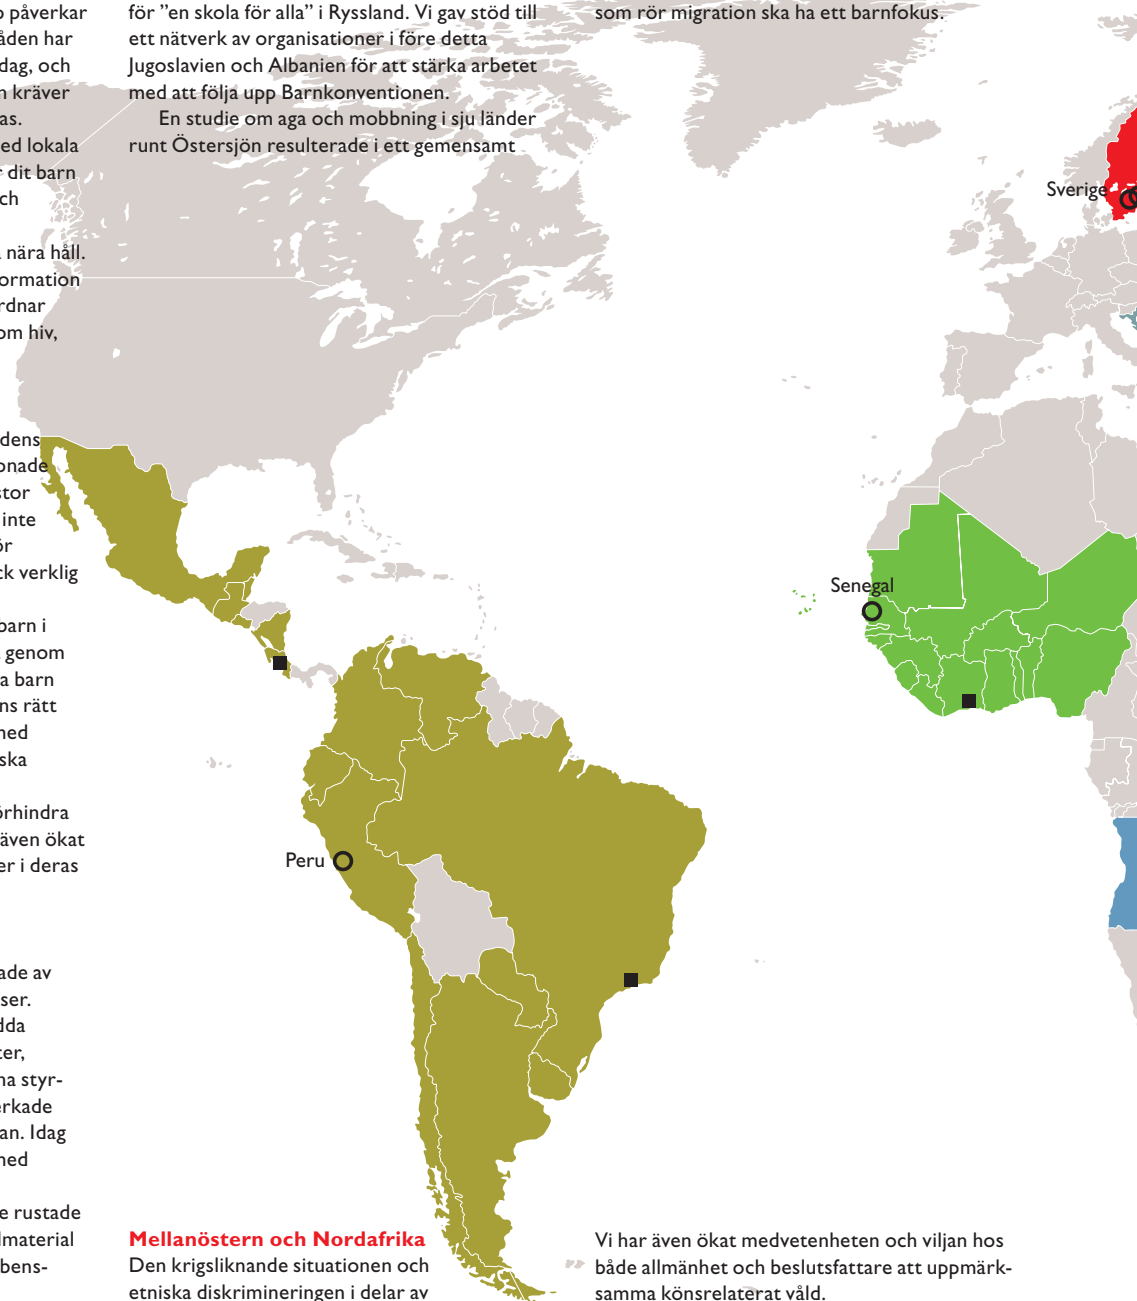 påverkar
åden har
dag, och
n kräver
as.
ed lokala
r dit barn
ch
nära håll.
ormation
rdnar
om hiv,
dens
onade
stor
inte
ör
ck verklig
barn i
genom
a barn
ns rätt
med
ska
örhindra
även ökat
er i deras
ade av
ser.
dda
ter,
na styr-
erkade
an. Idag
med
e rustade
lmaterial
bens-
för ”en skola för alla” i Ryssland. Vi gav stöd till
ett nätverk av organisationer i före detta
Jugoslavien och Albanien för att stärka arbetet
med att följa upp Barnkonventionen.
En studie om aga och mobbning i sju länder
runt Östersjön resulterade i ett gemensamt
som rör migration ska ha ett barnfokus.
Sverige
Senegal
Peru
Mellanöstern och Nordafrika
Den krigsliknande situationen och
etniska diskrimineringen i delar av
Vi har även ökat medvetenheten och viljan hos
både allmänhet och beslutsfattare att uppmärk-
samma könsrelaterat våld.